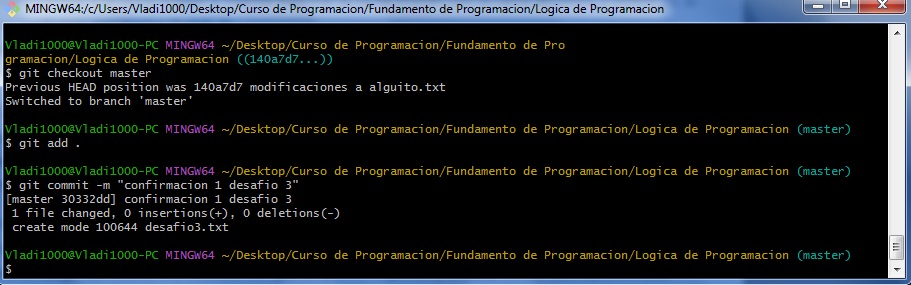 MINGW64:/c/Users/Vladi1000/Desktop/Curso de Programacion/Fundamento de Programacion/Logica de Programacion
Vladi1000@Vladi1000-PC MINGW64 ~/Desktop/Curso de Programacion/Fundamento de Pro
gramacion/Logica de Programacion ((140a7d7...))
$ git checkout master
Previous HEAD position was 140a7d7 modificaciones a alguito.txt
Switched to branch 'master'
Vladi1000@Vladi1000-PC MINGW64 ~/Desktop/Curso de Programacion/Fundamento de Programacion/Logica de Programacion (master)
$ git add .
Vladi1000@Vladi1000-PC MINGW64 ~/Desktop/Curso de Programacion/Fundamento de Programacion/Logica de Programacion (master)
$ git commit -m "confirmacion 1 desafio 3"
[master 30332dd] confirmacion 1 desafio 3
1 file changed, 0 insertions(+), 0 deletions(-)
create mode 100644 desafio3.txt
Vladi1000@Vladi1000-PC MINGW64 ~/Desktop/Curso de Programacion/Fundamento de Programacion/Logica de Programacion (master)
$